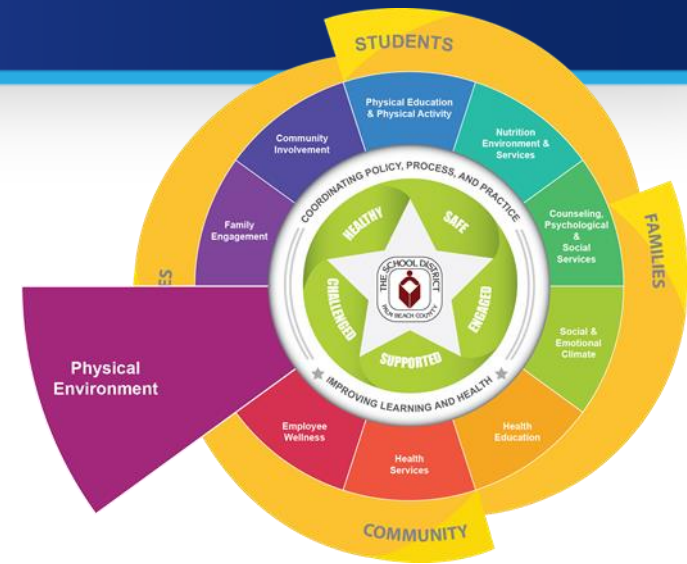 STUDENTS
Physical Education
& Physical Activity
Nutrition
Environment &
Services
Counseling,
Psychological
&
Social
Services
FAMILIES
Social &
Emotional
Climate
Health
Education
Health
Services
Employee
Wellness
Physical
Environment
Family
Engagement
Community
Involvement
COORDINATING POLICY, PROCESS, AND PRACTICE
IMPROVING LEARNING AND HEALTH
HEALTHY
SAFE
ENGAGED
SUPPORTED
CHALLENGED
THE SCHOOL DISTRICT
PALM BEACH COUNTY
COMMUNITY
ES